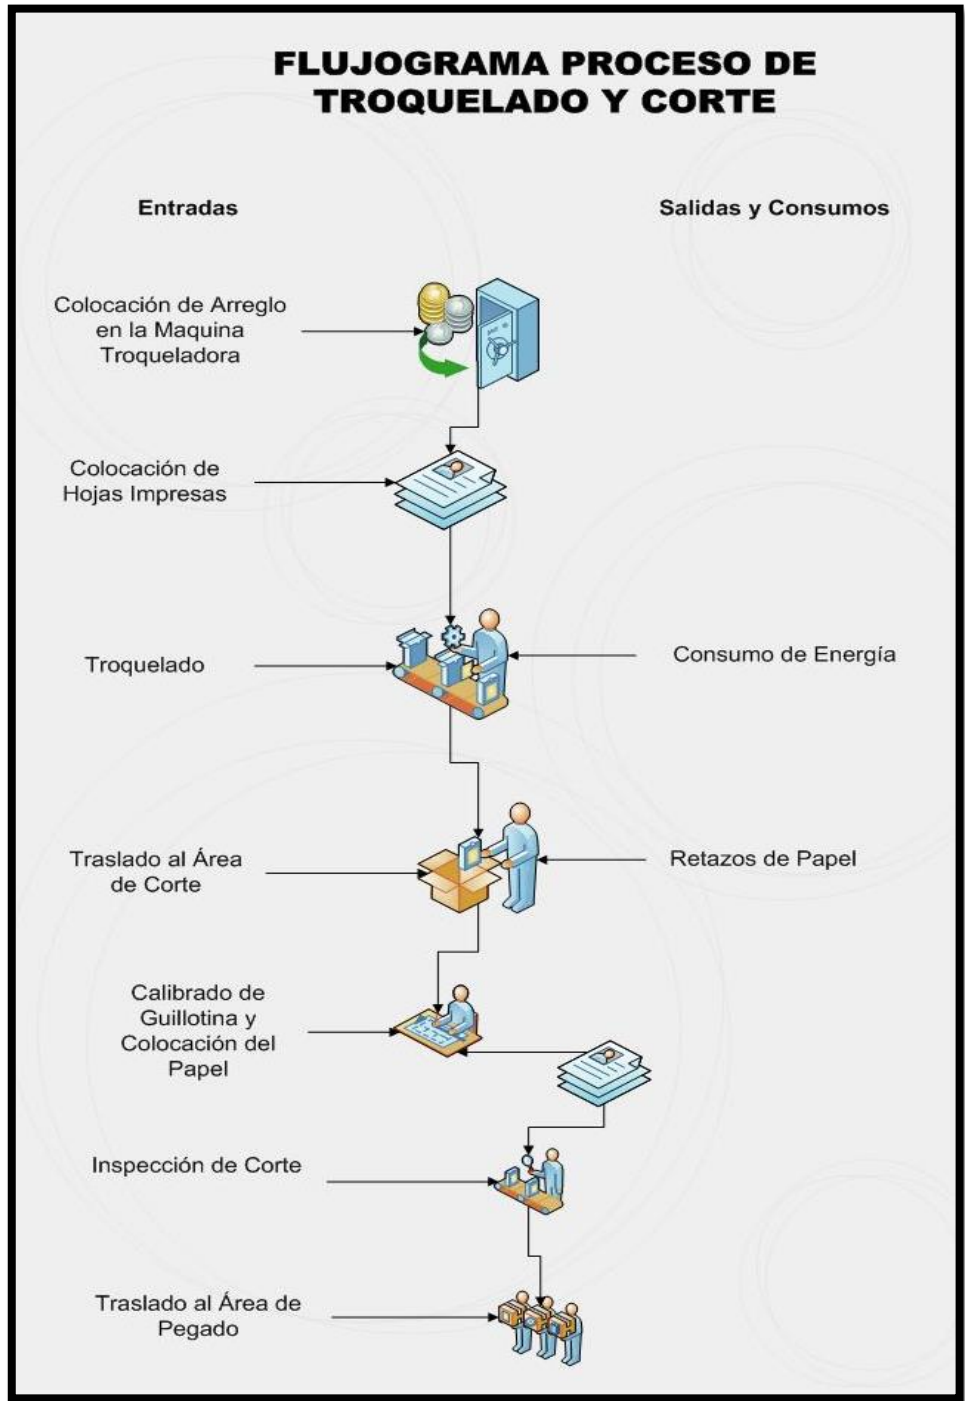 FLUJOGRAMA PROCESO DE
TROQUELADO Y CORTE
Entradas
Salidas y Consumos
Colocación de Arreglo
en la Maquina
Troqueladora
Colocación de
Hojas Impresas
Troquelado
Consumo de Energía
Traslado al Área
de Corte
Retazos de Papel
Calibrado de
Guillotina y
Colocación del
Papel
Inspección de Corte
Traslado al Área de
Pegado